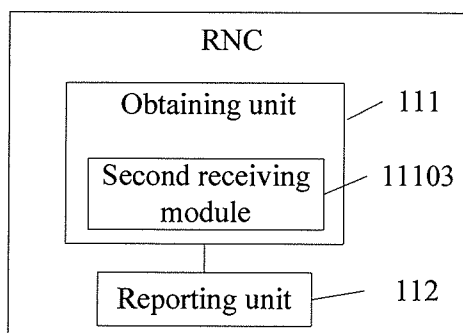 RNC
Obtaining unit
111
Second receiving
module
11103
Reporting unit
112